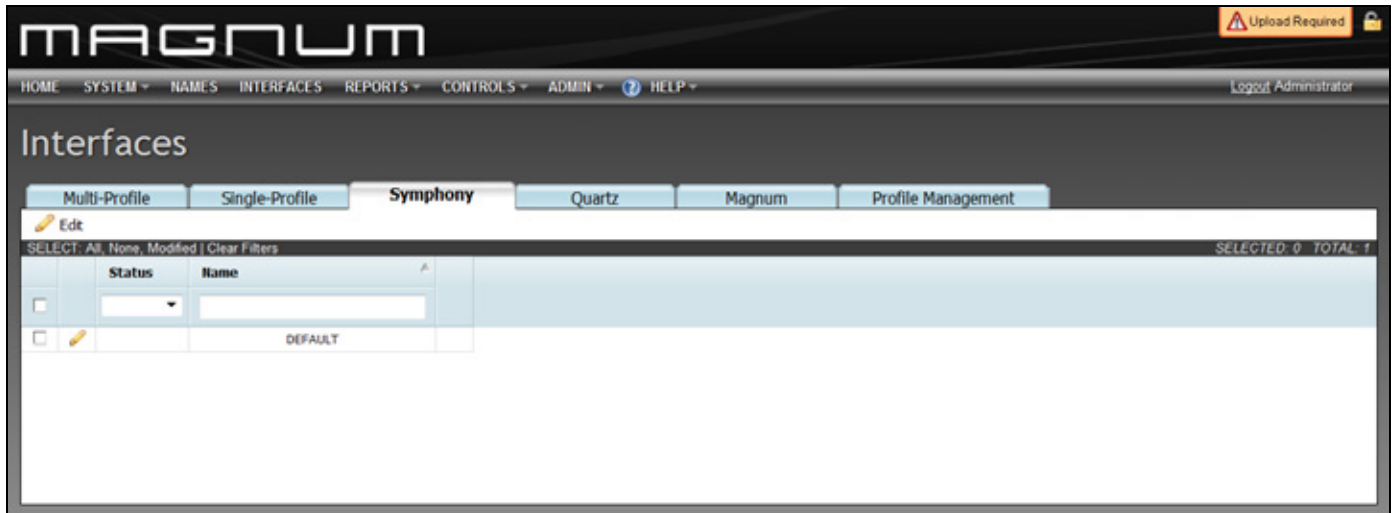 MAGNUM
Upload Required
HOME SYSTEM NAMES INTERFACES REPORTS CONTROLS ADMIN ? HELP
Logout Administrator
Interfaces
Multi-Profile Single-Profile Symphony Quartz Magnum Profile Management
Edit
SELECT: All, None, Modified | Clear Filters
SELECTED: 0 TOTAL: 1
Status Name
DEFAULT